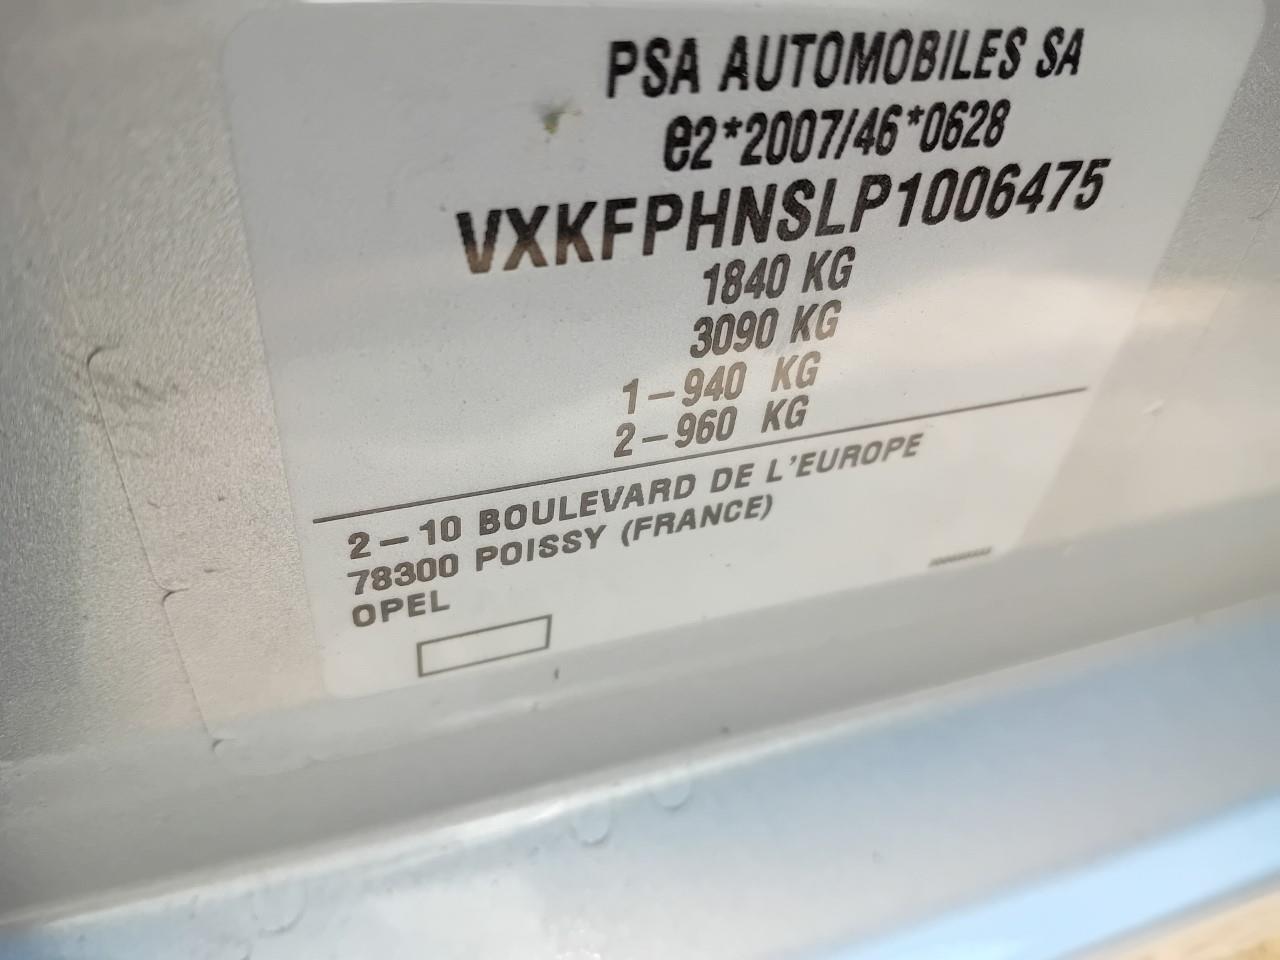 PSA AUTOMOBILES SA
e2*2007/46*0628
VXKFPHNSLP1006475
1840 KG
3090 KG
1-940 KG
2-960 KG
2-10 BOULEVARD DE L'EUROPE
78300 POISSY (FRANCE)
OPEL